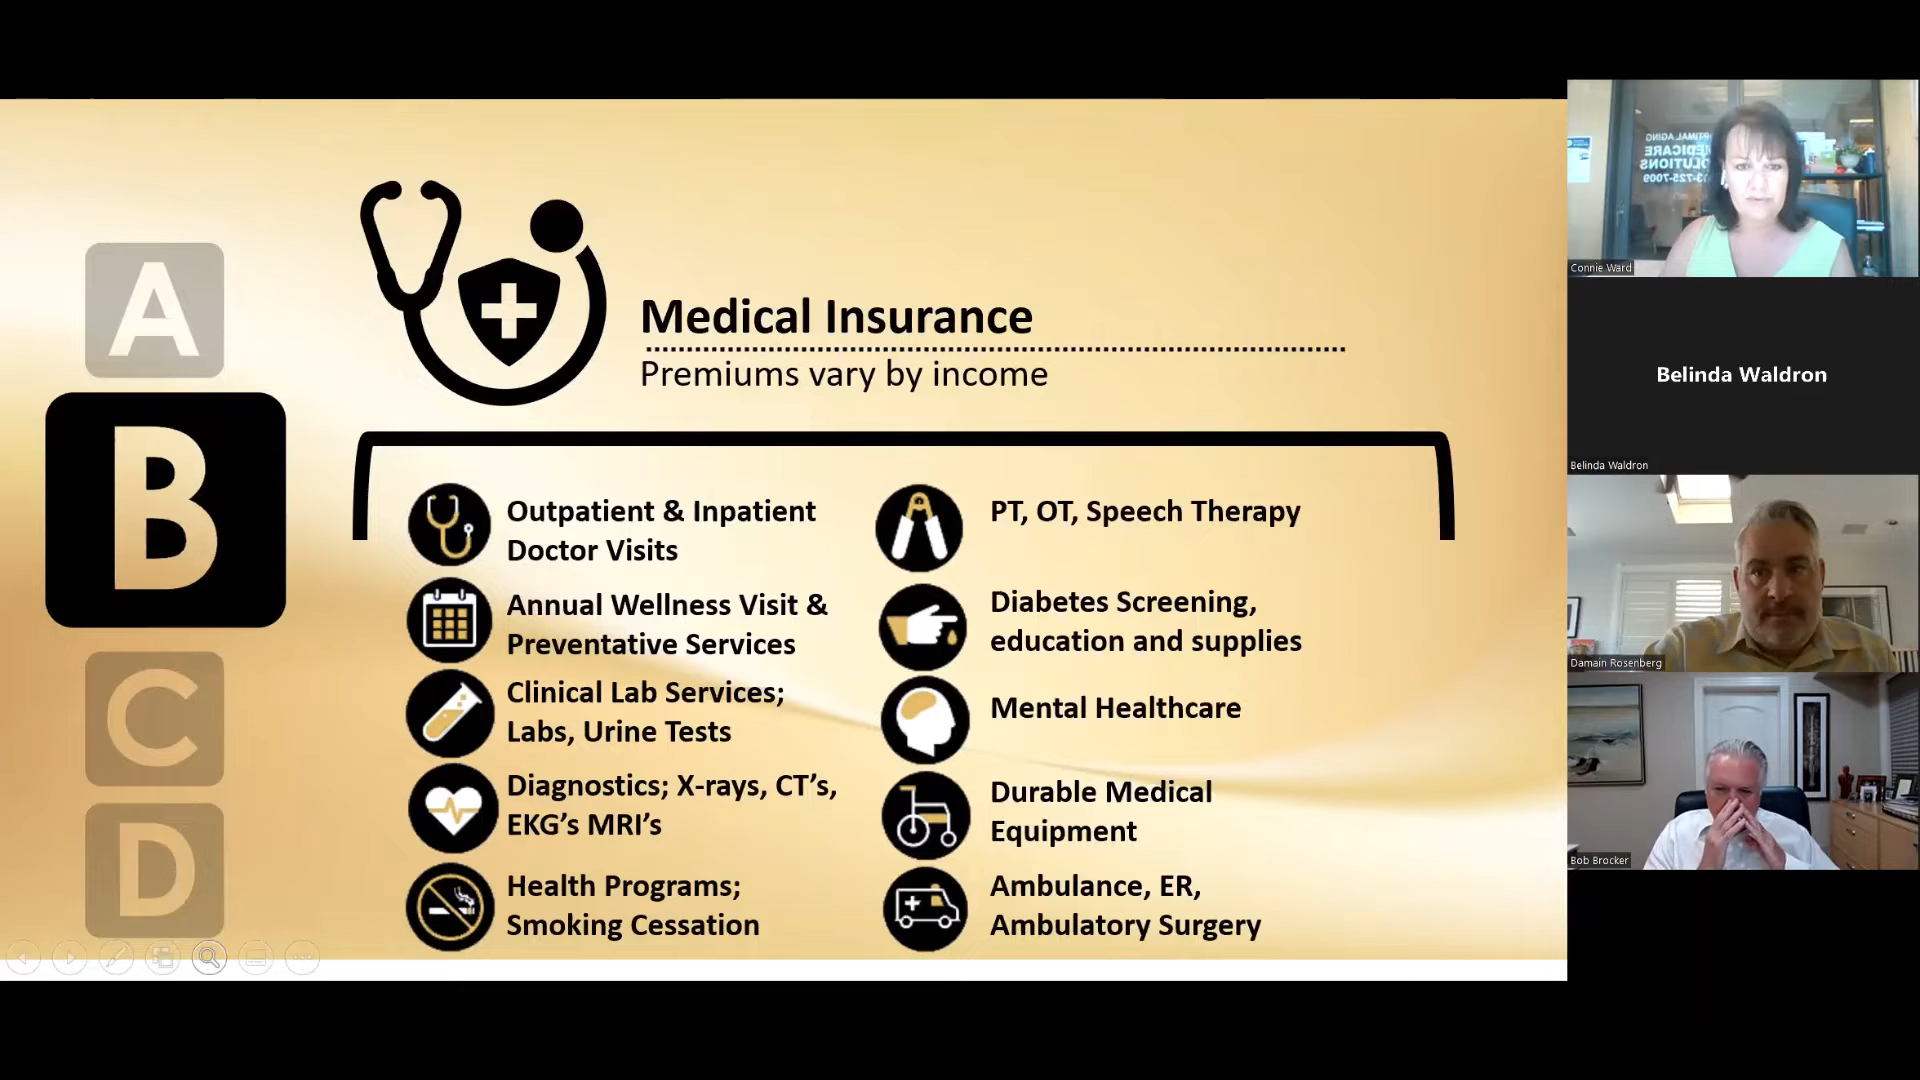 A
B
C
D
Medical Insurance
Premiums vary by income
Outpatient & Inpatient
Doctor Visits
Annual Wellness Visit &
Preventative Services
Clinical Lab Services;
Labs, Urine Tests
Diagnostics; X-rays, CT’s,
EKG’s MRI’s
Health Programs;
Smoking Cessation
PT, OT, Speech Therapy
Diabetes Screening,
education and supplies
Mental Healthcare
Durable Medical
Equipment
Ambulance, ER,
Ambulatory Surgery
AGING
Connie Ward
Belinda Waldron
Belinda Waldron
Damain Rosenberg
Bob Brocker